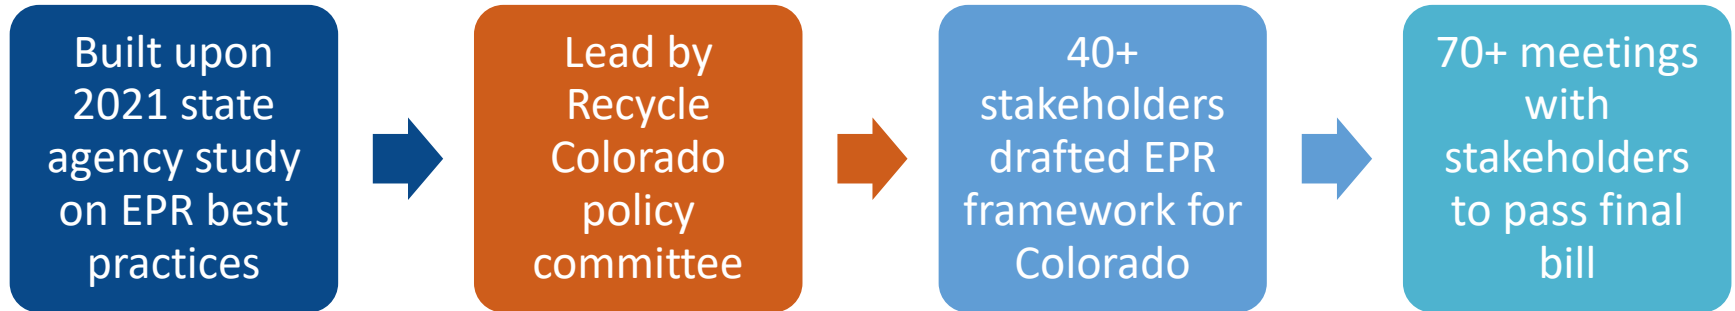 Built upon
2021 state
agency study
on EPR best
practices
Lead by
Recycle
Colorado
policy
committee
40+
stakeholders
drafted EPR
framework for
Colorado
70+ meetings
with
stakeholders
to pass final
bill